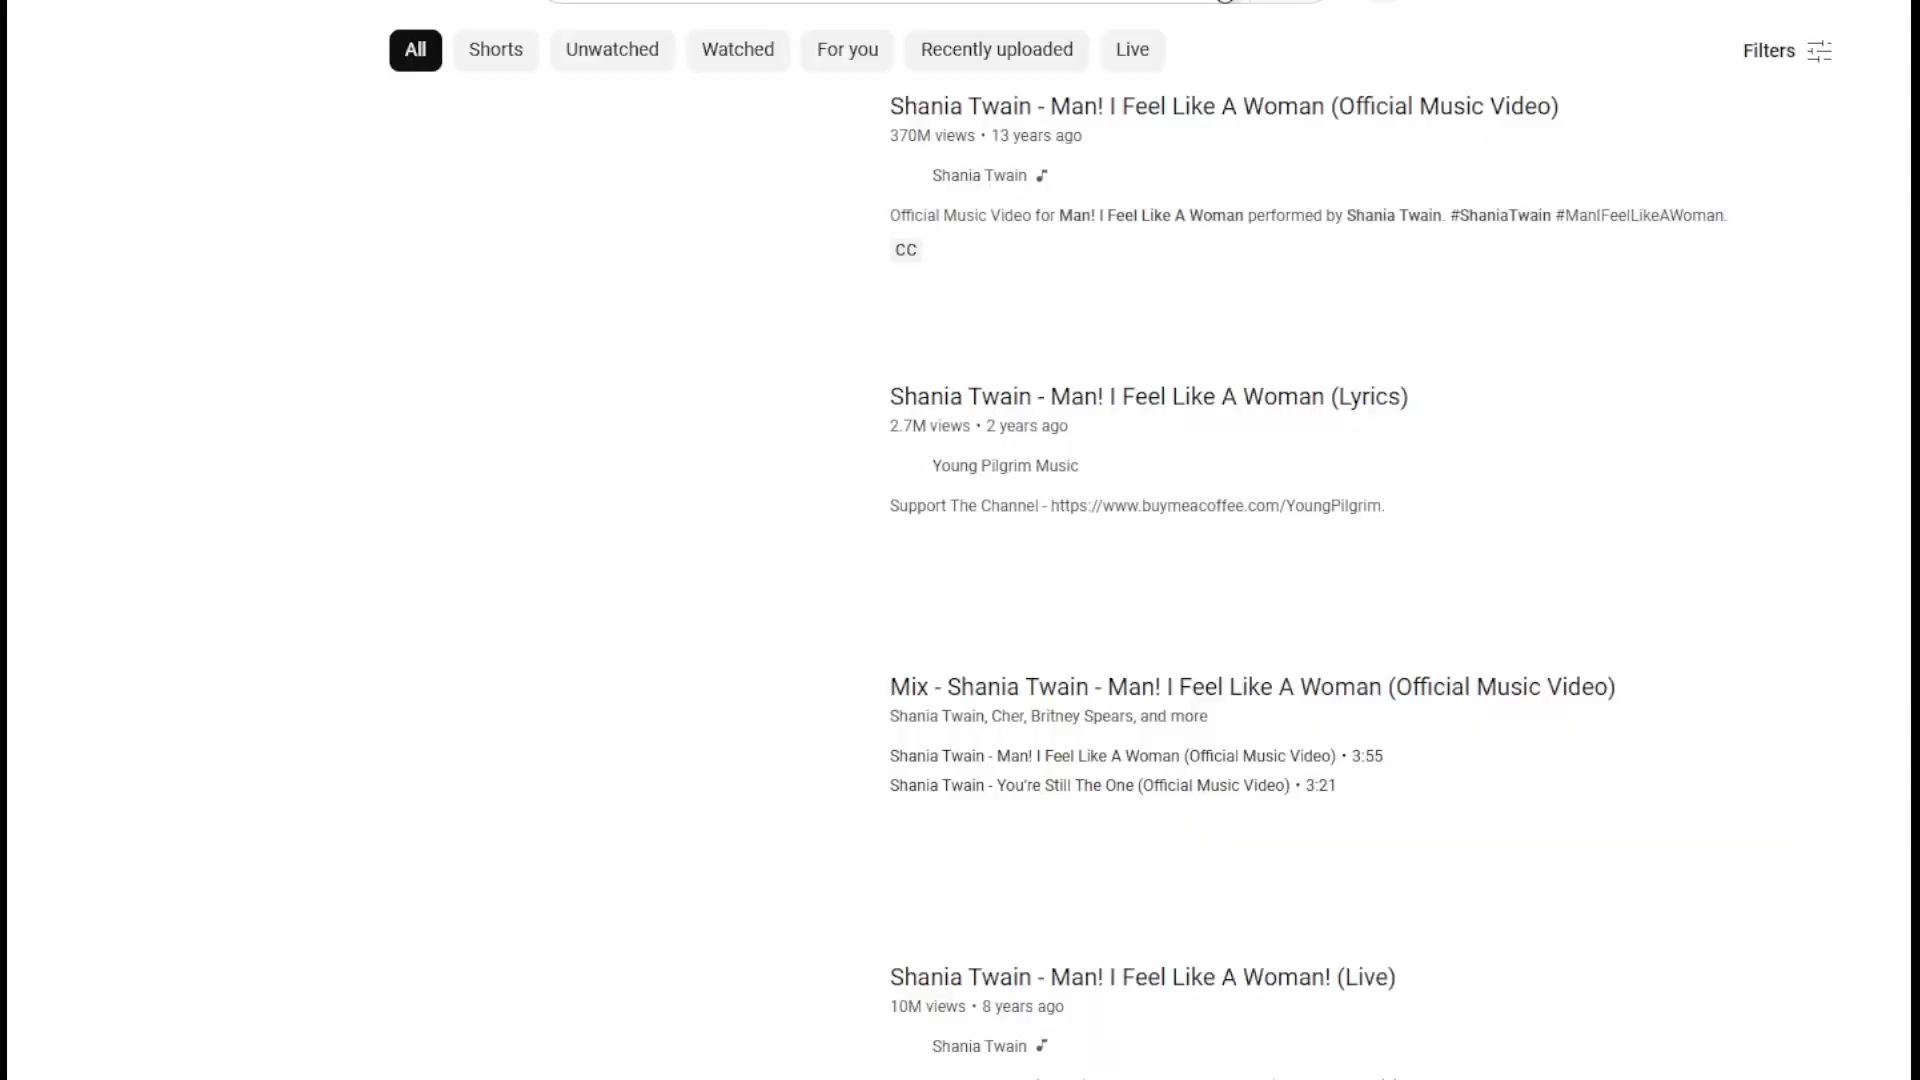 All Shorts Unwatched Watched For you Recently uploaded Live Filters
Shania Twain - Man! I Feel Like A Woman (Official Music Video)
370M views • 13 years ago
Shania Twain
Official Music Video for Man! I Feel Like A Woman performed by Shania Twain. #ShaniaTwain #ManIFeelLikeAWoman.
CC
Shania Twain - Man! I Feel Like A Woman (Lyrics)
2.7M views • 2 years ago
Young Pilgrim Music
Support The Channel - https://www.buymeacoffee.com/YoungPilgrim.
Mix - Shania Twain - Man! I Feel Like A Woman (Official Music Video)
Shania Twain, Cher, Britney Spears, and more
Shania Twain - Man! I Feel Like A Woman (Official Music Video) • 3:55
Shania Twain - You're Still The One (Official Music Video) • 3:21
Shania Twain - Man! I Feel Like A Woman! (Live)
10M views • 8 years ago
Shania Twain